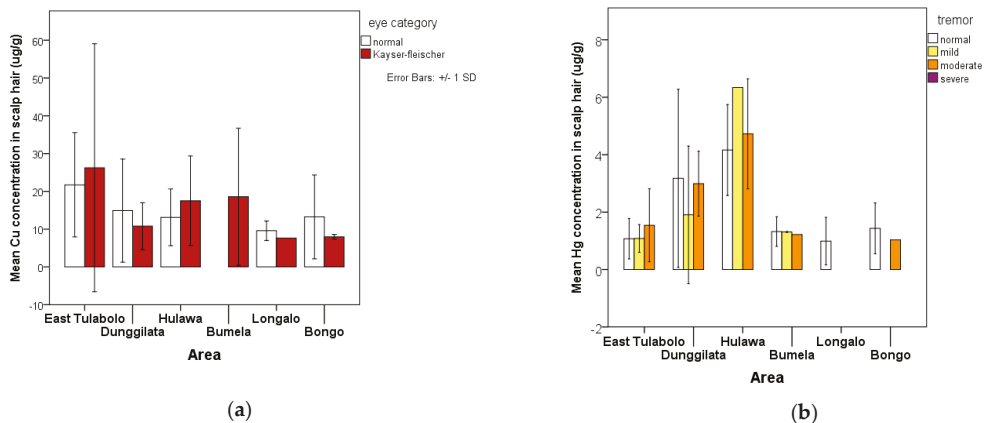 eye category
normal
Kayser-fleischer
Error Bars: +/- 1 SD
Mean Cu concentration in scalp hair (ug/g)
60
50
40
30
20
10
0
-10
East Tulabolo
Dunggilata
Hulawa
Bumela
Longalo
Bongo
Area
(a)
tremor
normal
mild
moderate
severe
Mean Hg concentration in scalp hair (ug/g)
8
6
4
2
0
-2
East Tulabolo
Dunggilata
Hulawa
Bumela
Longalo
Bongo
Area
(b)